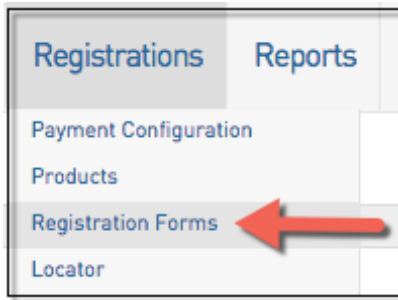 Registrations Reports
Payment Configuration
Products
Registration Forms
Locator